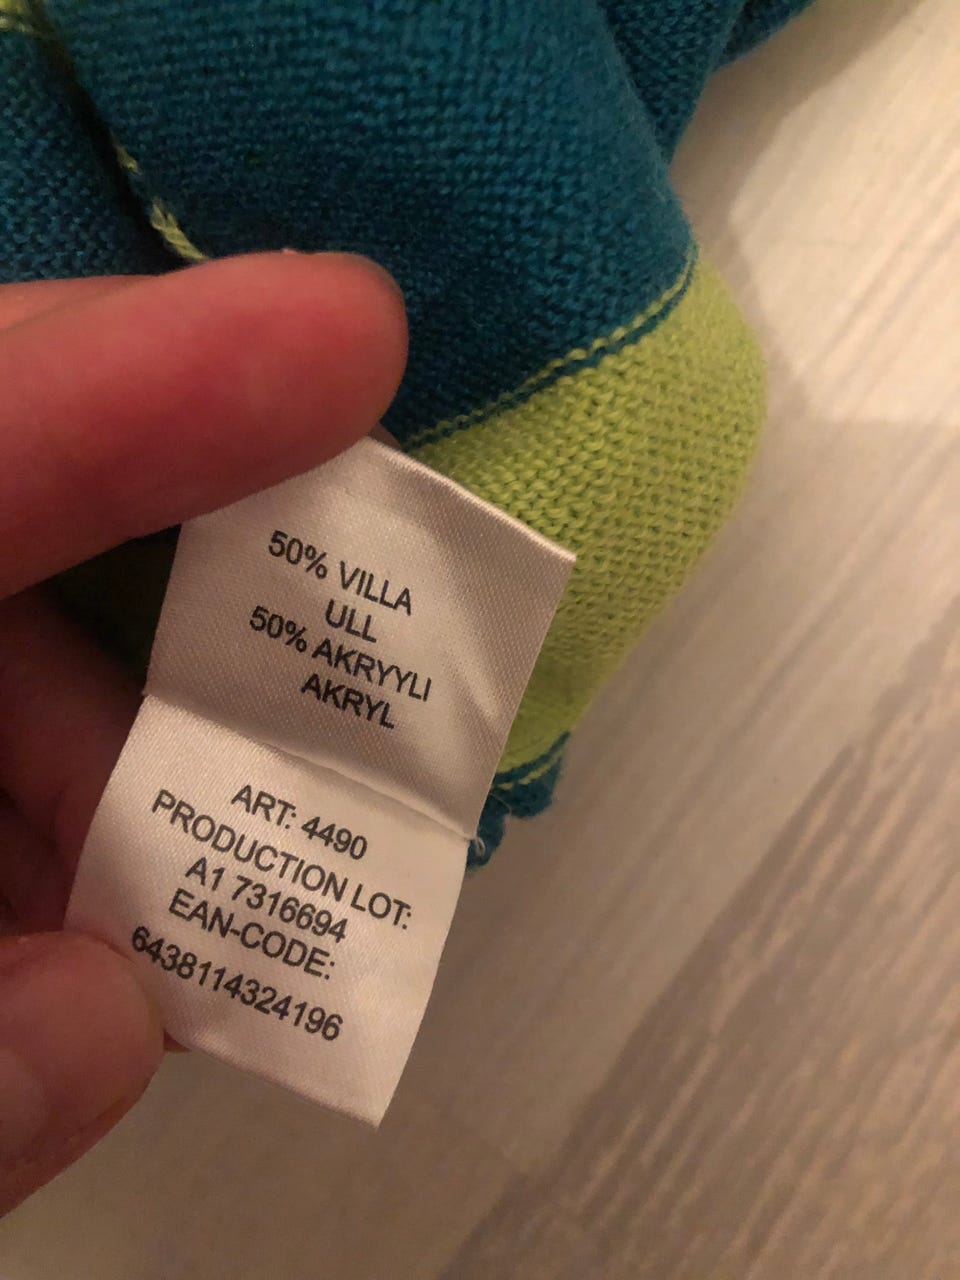 50% VILLA
ULL
50% AKRYYLI
AKRYL
ART: 4490
PRODUCTION LOT:
A1 7316694
EAN-CODE:
6438114324196